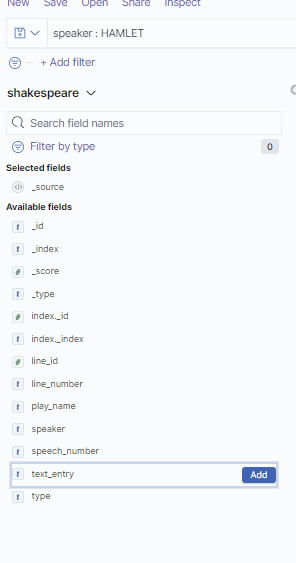 New Save Open Share Inspect
speaker : HAMLET
+ Add filter
shakespeare
Search field names
Filter by type 0
Selected fields
_source
Available fields
t _id
t _index
# _score
t _type
# index._id
t index._index
# line_id
t line_number
t play_name
t speaker
t speech_number
t text_entry Add
t type